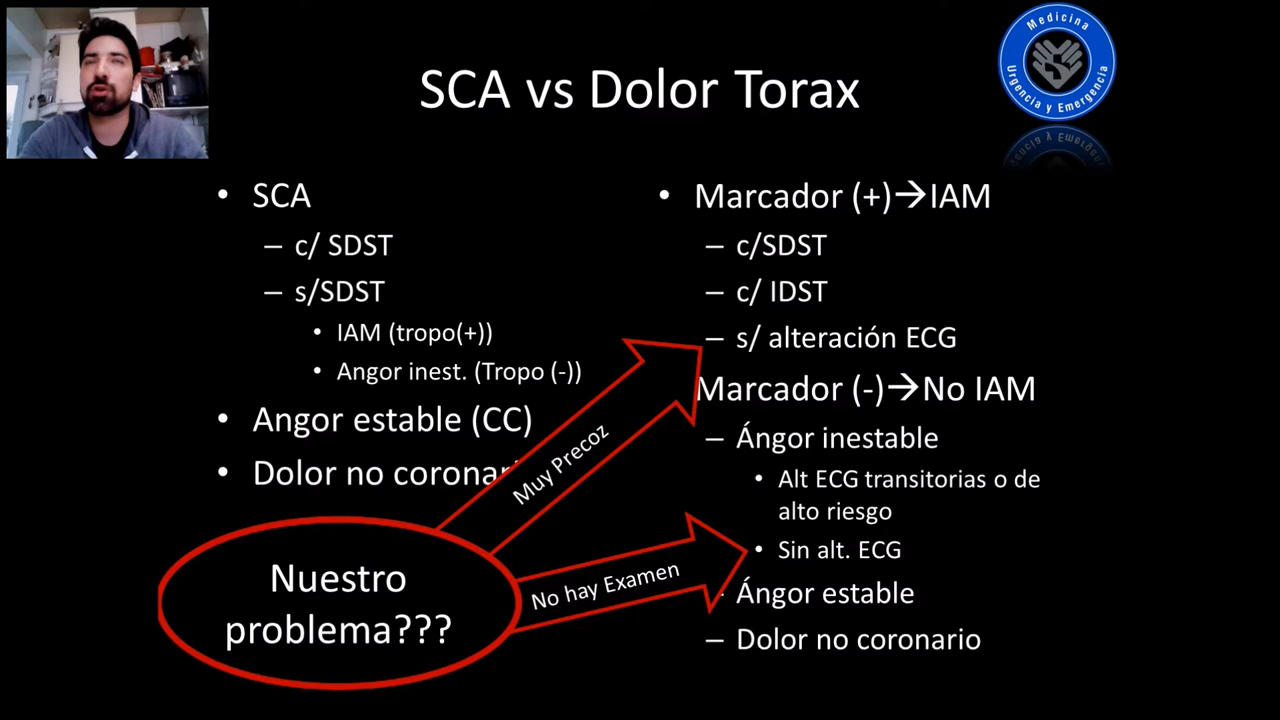 Medicina
Urgencia y Emergencia
SCA vs Dolor Torax
• SCA
– c/ SDST
– s/SDST
• IAM (tropo(+))
• Angor inest. (Tropo (-))
• Angor estable (CC)
• Dolor no coronari
Nuestro
problema???
Muy Precoz
No hay Examen
• Marcador (+)→IAM
– c/SDST
– c/ IDST
– s/ alteración ECG
Marcador (-)→No IAM
– Ángor inestable
• Alt ECG transitorias o de
alto riesgo
• Sin alt. ECG
– Ángor estable
– Dolor no coronario